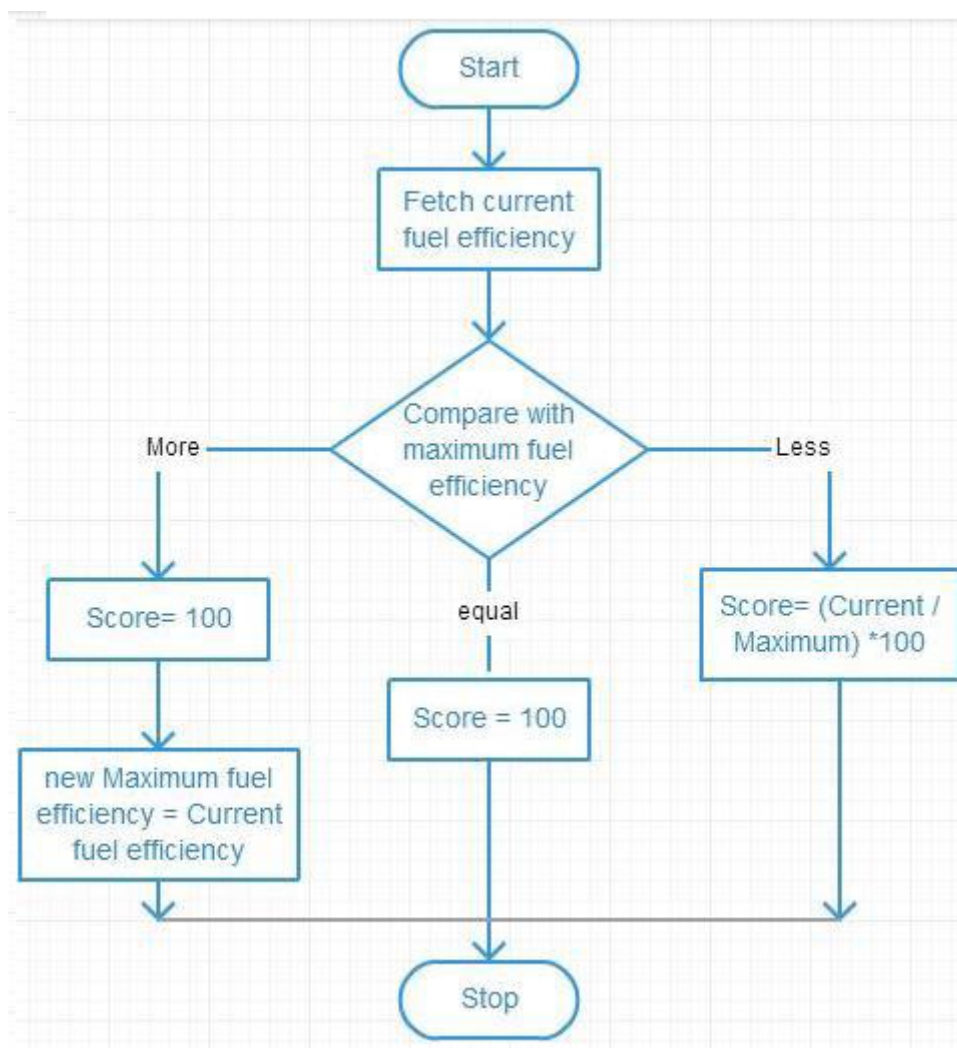 Start
Fetch current
fuel efficiency
Compare with
maximum fuel
efficiency
More
Less
equal
Score= 100
Score= (Current /
Maximum) *100
Score = 100
new Maximum fuel
efficiency = Current
fuel efficiency
Stop